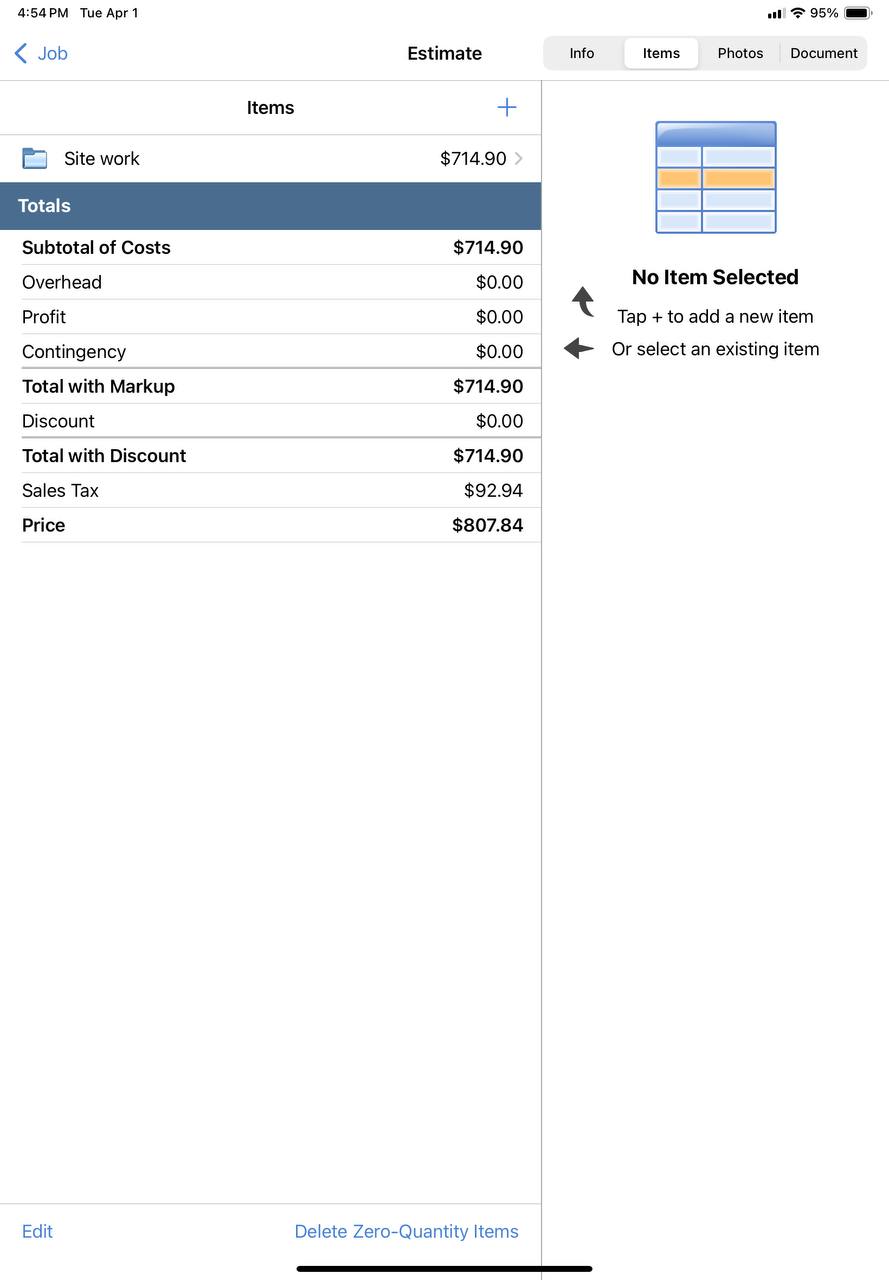 4:54 PM Tue Apr 1 95%
Job Estimate Info Items Photos Document
Items +
Site work $714.90
Totals
Subtotal of Costs $714.90
Overhead $0.00
Profit $0.00
Contingency $0.00
Total with Markup $714.90
Discount $0.00
Total with Discount $714.90
Sales Tax $92.94
Price $807.84
No Item Selected
Tap + to add a new item
Or select an existing item
Edit Delete Zero-Quantity Items